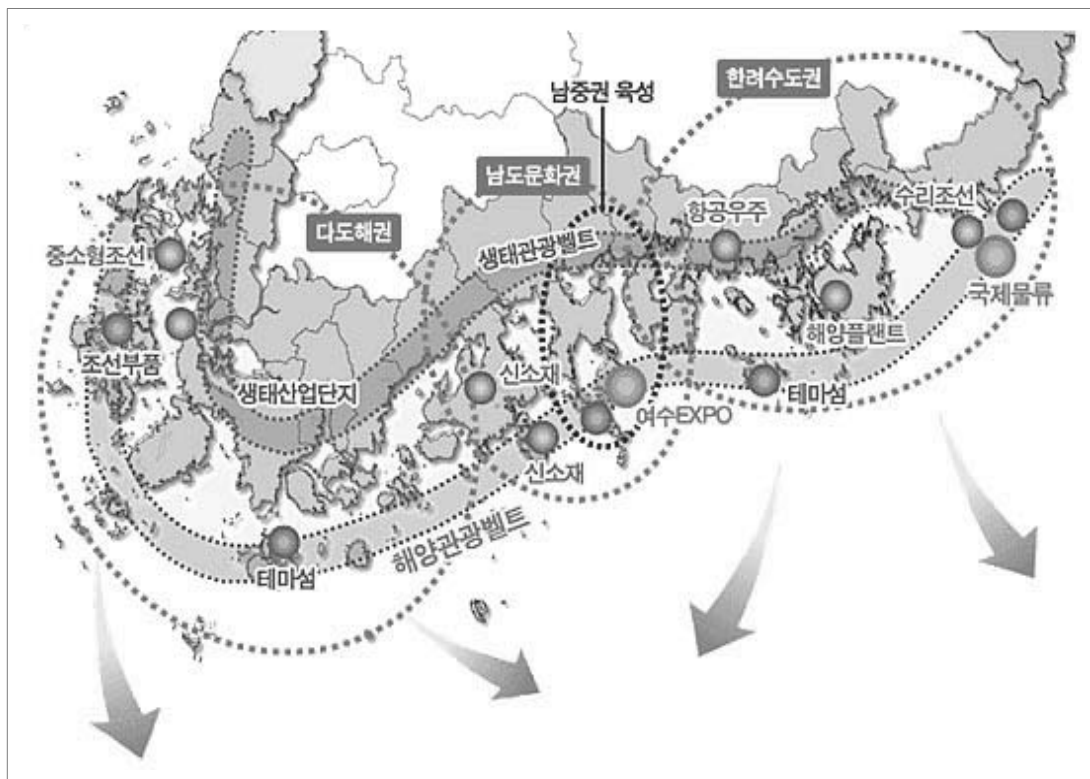 한려수도권
남중권 육성
남도문화권
다도해권
수리조선
항공우주
생태관광벨트
중소형조선
국제물류
해양플랜트
조선부품
신소재
생태산업단지
테마섬
여수EXPO
신소재
해양관광벨트
테마섬